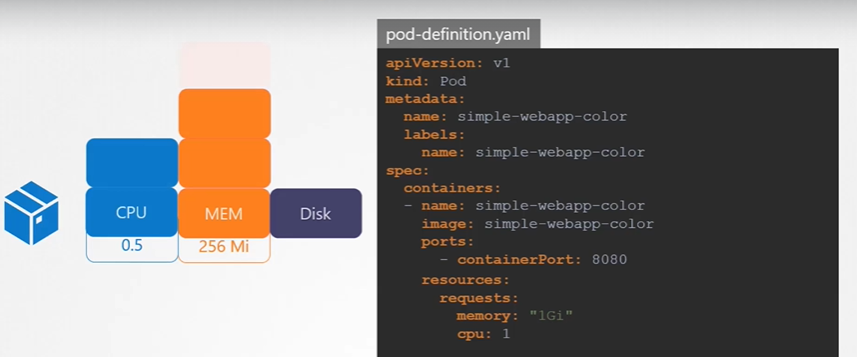 pod-definition.yaml
apiVersion: v1
kind: Pod
metadata:
  name: simple-webapp-color
  labels:
    name: simple-webapp-color
spec:
  containers:
  - name: simple-webapp-color
    image: simple-webapp-color
    ports:
      - containerPort: 8080
    resources:
      requests:
        memory: "1Gi"
        cpu: 1
CPU
MEM
Disk
0.5
256 Mi